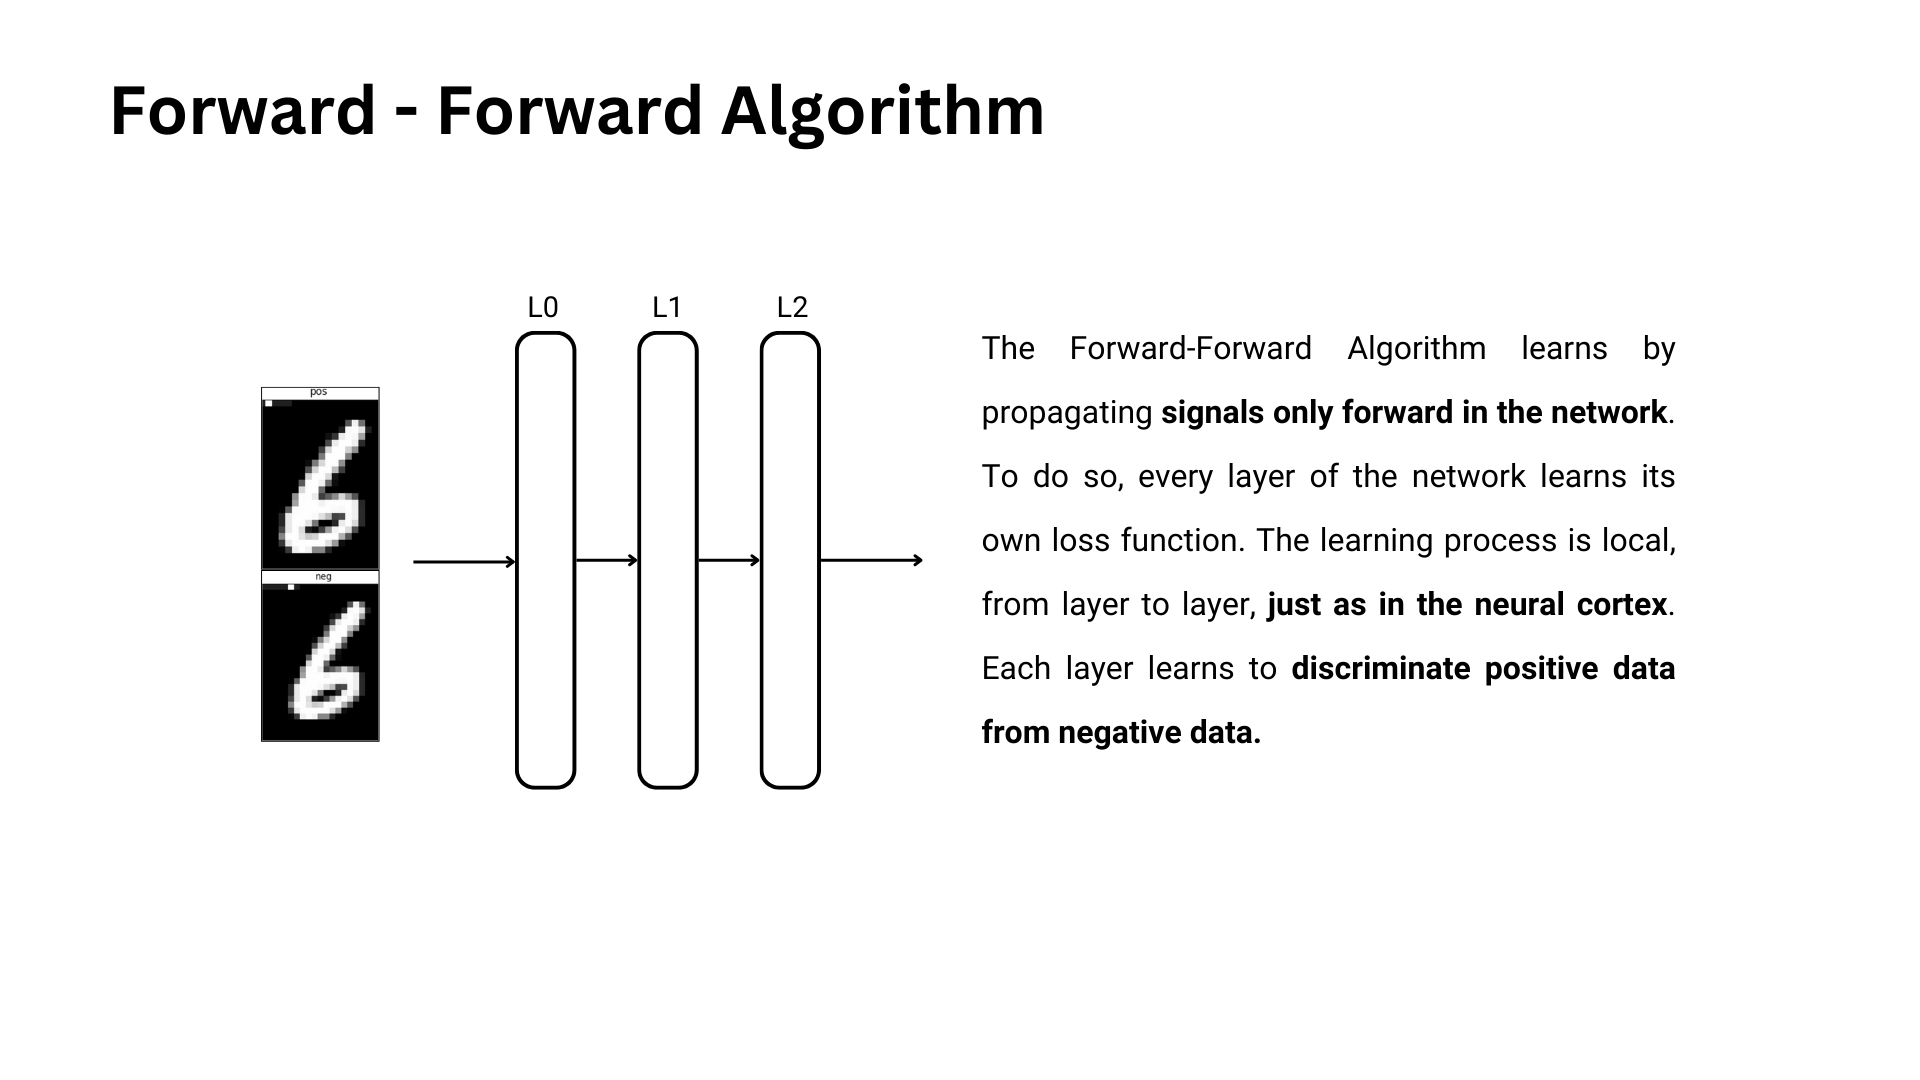 Forward - Forward Algorithm
L0 L1 L2
pos
neg
The Forward-Forward Algorithm learns by
propagating signals only forward in the network.
To do so, every layer of the network learns its
own loss function. The learning process is local,
from layer to layer, just as in the neural cortex.
Each layer learns to discriminate positive data
from negative data.